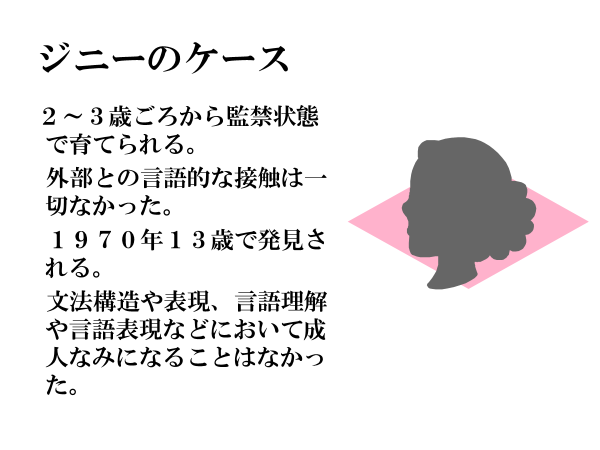 ジニーのケース
２～３歳ごろから監禁状態
で育てられる。
外部との言語的な接触は一
切なかった。
１９７０年１３歳で発見さ
れる。
文法構造や表現、言語理解
や言語表現などにおいて成
人なみになることはなかっ
た。